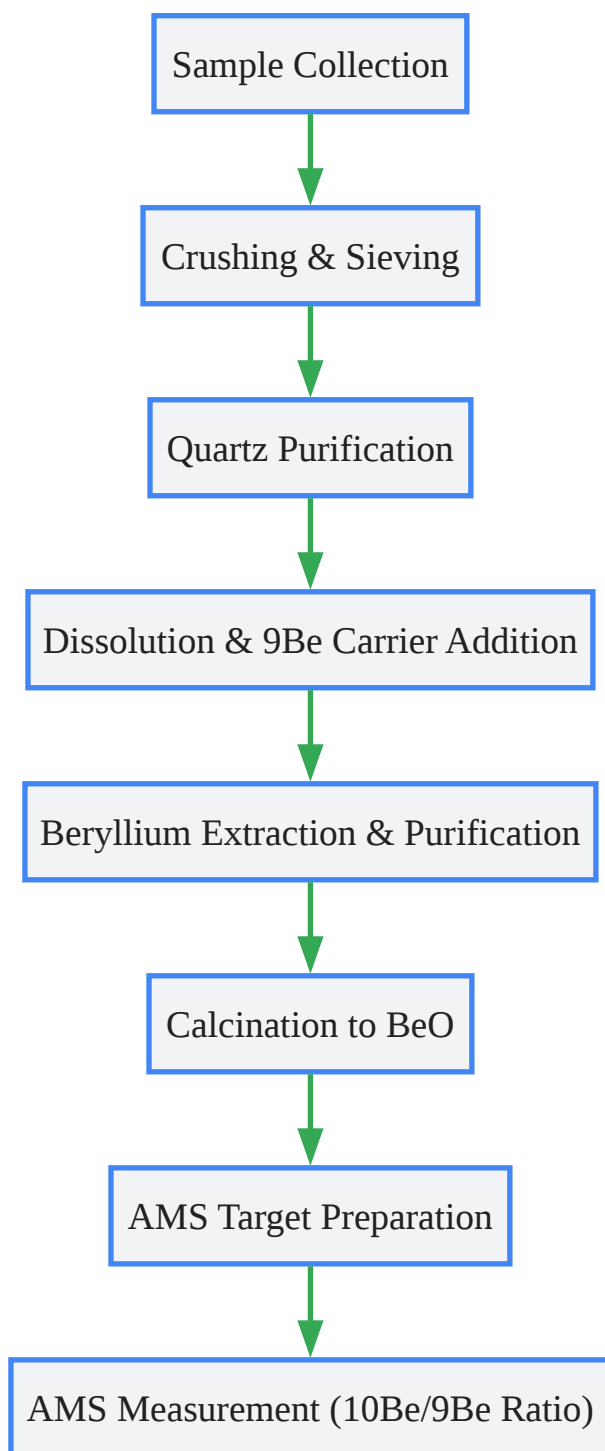 Sample Collection
Crushing & Sieving
Quartz Purification
Dissolution & 9Be Carrier Addition
Beryllium Extraction & Purification
Calcination to BeO
AMS Target Preparation
AMS Measurement (10Be/9Be Ratio)